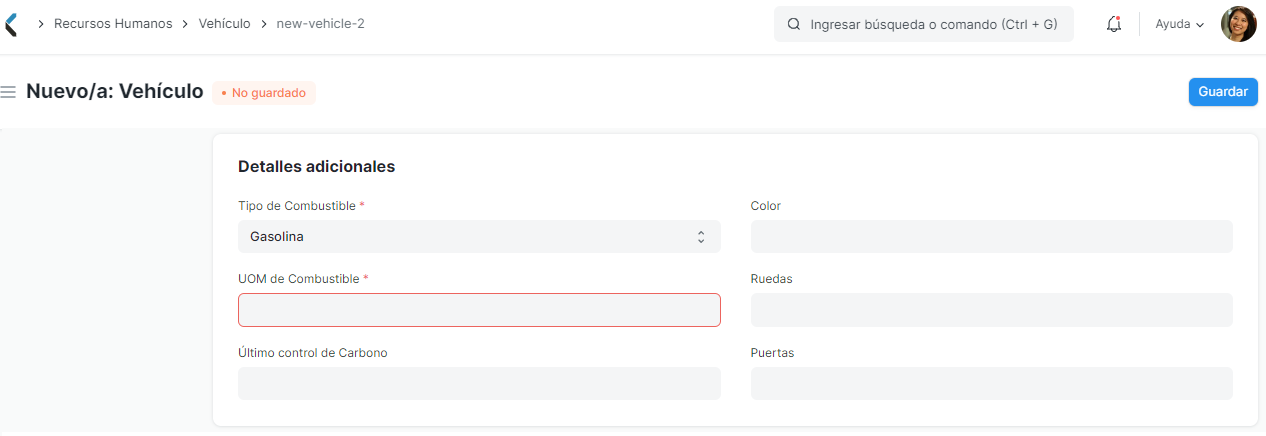 Recursos Humanos
Vehículo
new-vehicle-2
Ingresar búsqueda o comando (Ctrl + G)
Ayuda
Nuevo/a: Vehículo
• No guardado
Guardar
Detalles adicionales
Tipo de Combustible *
Color
Gasolina
UOM de Combustible *
Ruedas
Último control de Carbono
Puertas